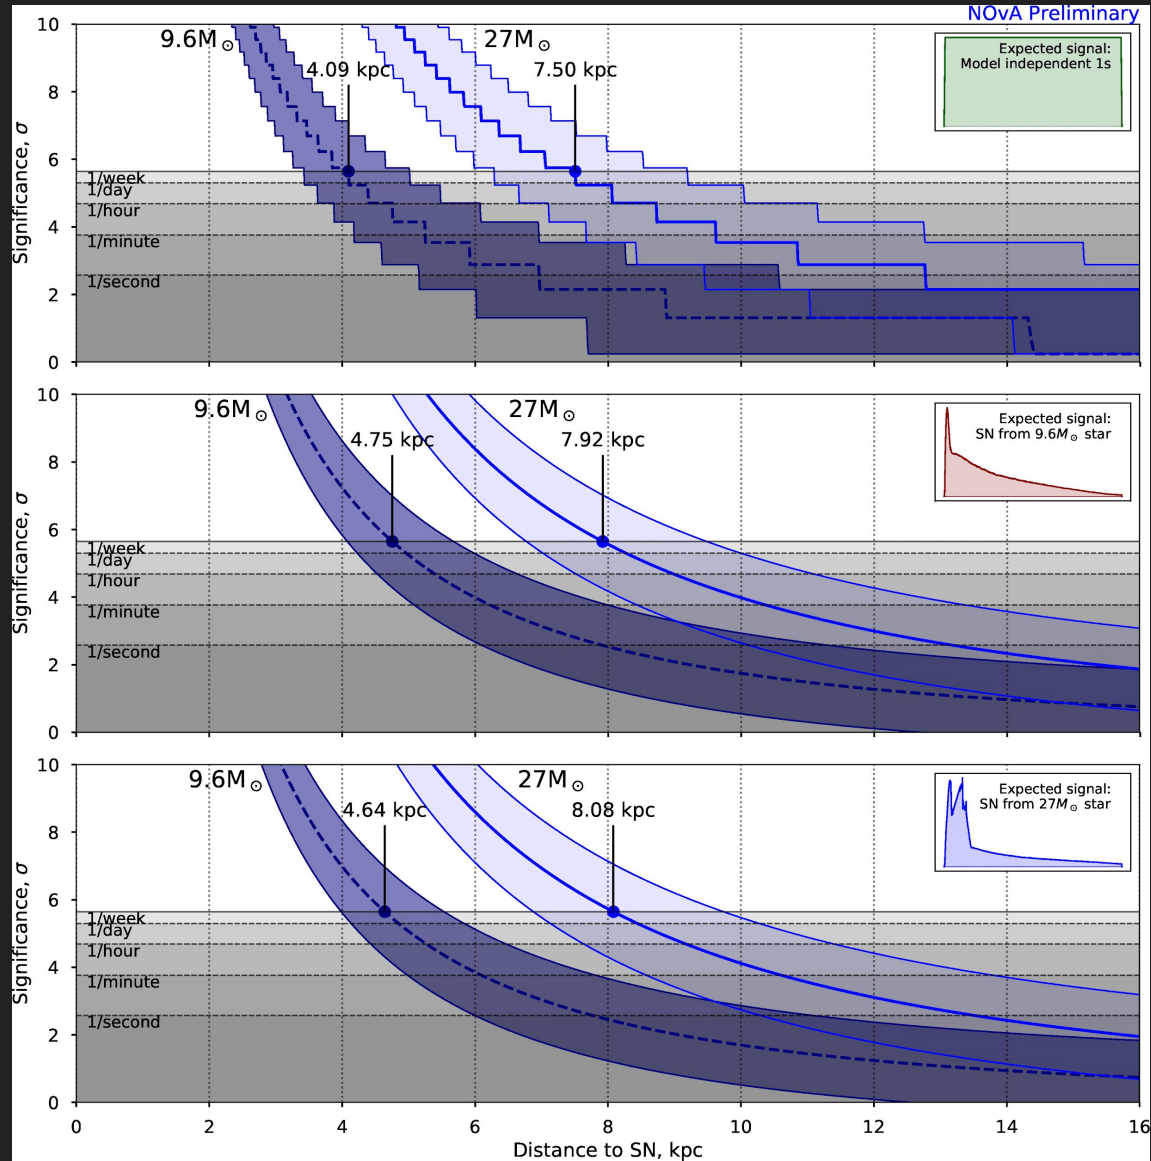 NOvA Preliminary
10
8
6
4
2
0
Significance, σ
9.6M⊙
4.09 kpc
27M⊙
7.50 kpc
Expected signal:
Model independent 1s
1/week
1/day
1/hour
1/minute
1/second
10
8
6
4
2
0
Significance, σ
9.6M⊙
4.75 kpc
27M⊙
7.92 kpc
Expected signal:
SN from 9.6M⊙ star
1/week
1/day
1/hour
1/minute
1/second
10
8
6
4
2
0
Significance, σ
9.6M⊙
4.64 kpc
27M⊙
8.08 kpc
Expected signal:
SN from 27M⊙ star
1/week
1/day
1/hour
1/minute
1/second
0 2 4 6 8 10 12 14 16
Distance to SN, kpc